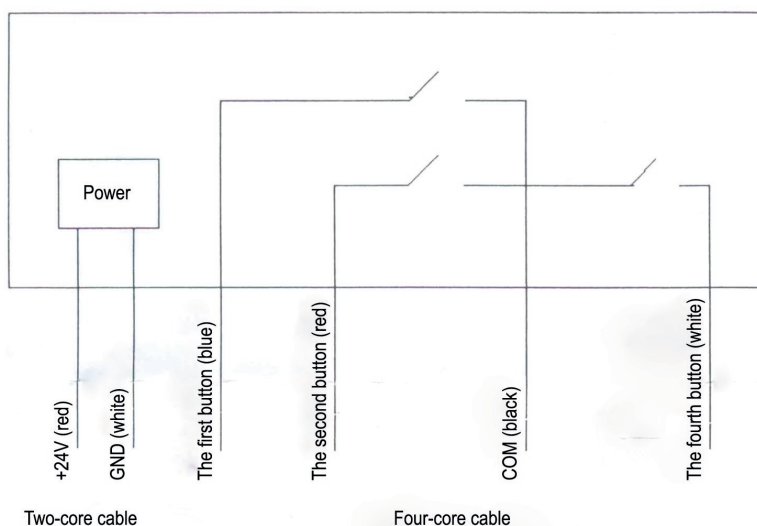 Power
+24V (red)
GND (white)
The first button (blue)
The second button (red)
COM (black)
The fourth button (white)
Two-core cable
Four-core cable